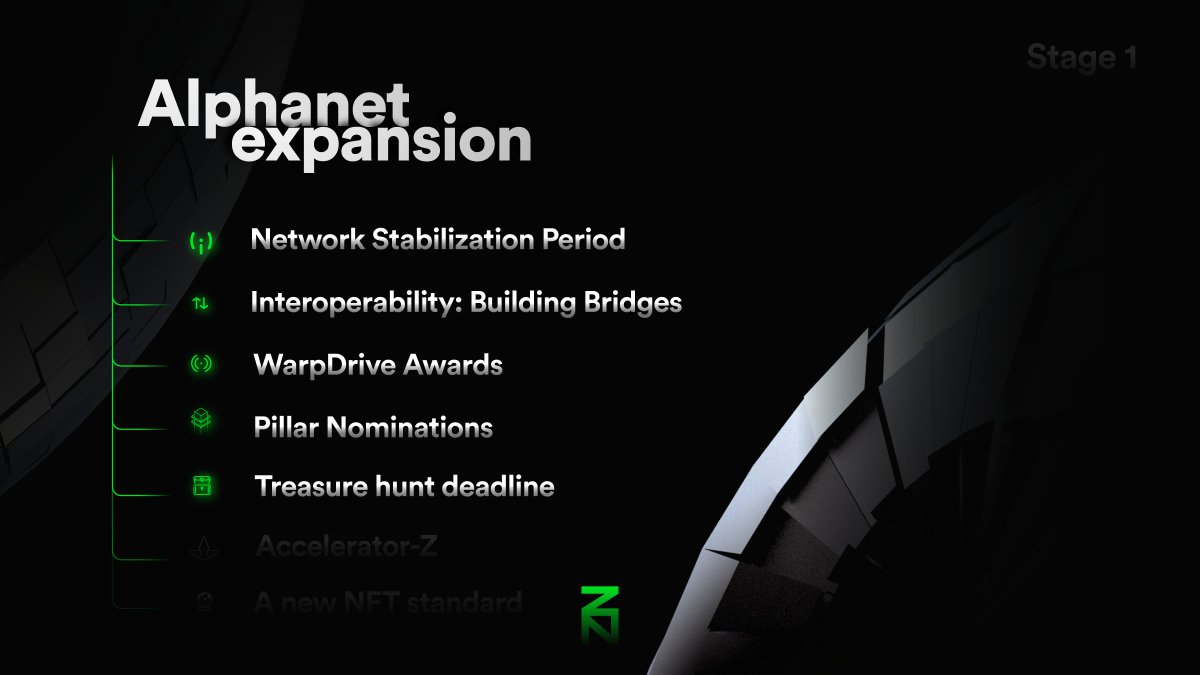 Stage 1
Alphanet
expansion
Network Stabilization Period
Interoperability: Building Bridges
WarpDrive Awards
Pillar Nominations
Treasure hunt deadline
Accelerator-Z
A new NFT standard